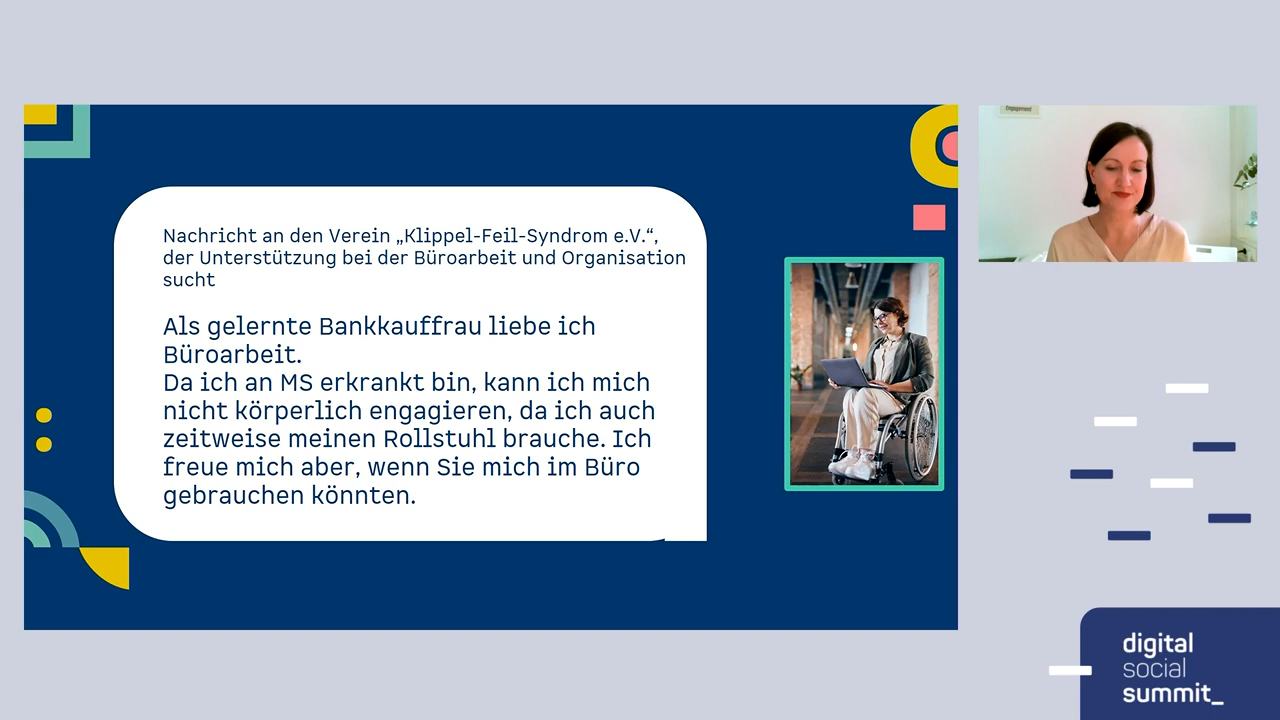 Nachricht an den Verein „Klippel-Feil-Syndrom e.V.“,
der Unterstützung bei der Büroarbeit und Organisation
sucht
Als gelernte Bankkauffrau liebe ich
Büroarbeit.
Da ich an MS erkrankt bin, kann ich mich
nicht körperlich engagieren, da ich auch
zeitweise meinen Rollstuhl brauche. Ich
freue mich aber, wenn Sie mich im Büro
gebrauchen könnten.
Engagement
digital
social
summit_